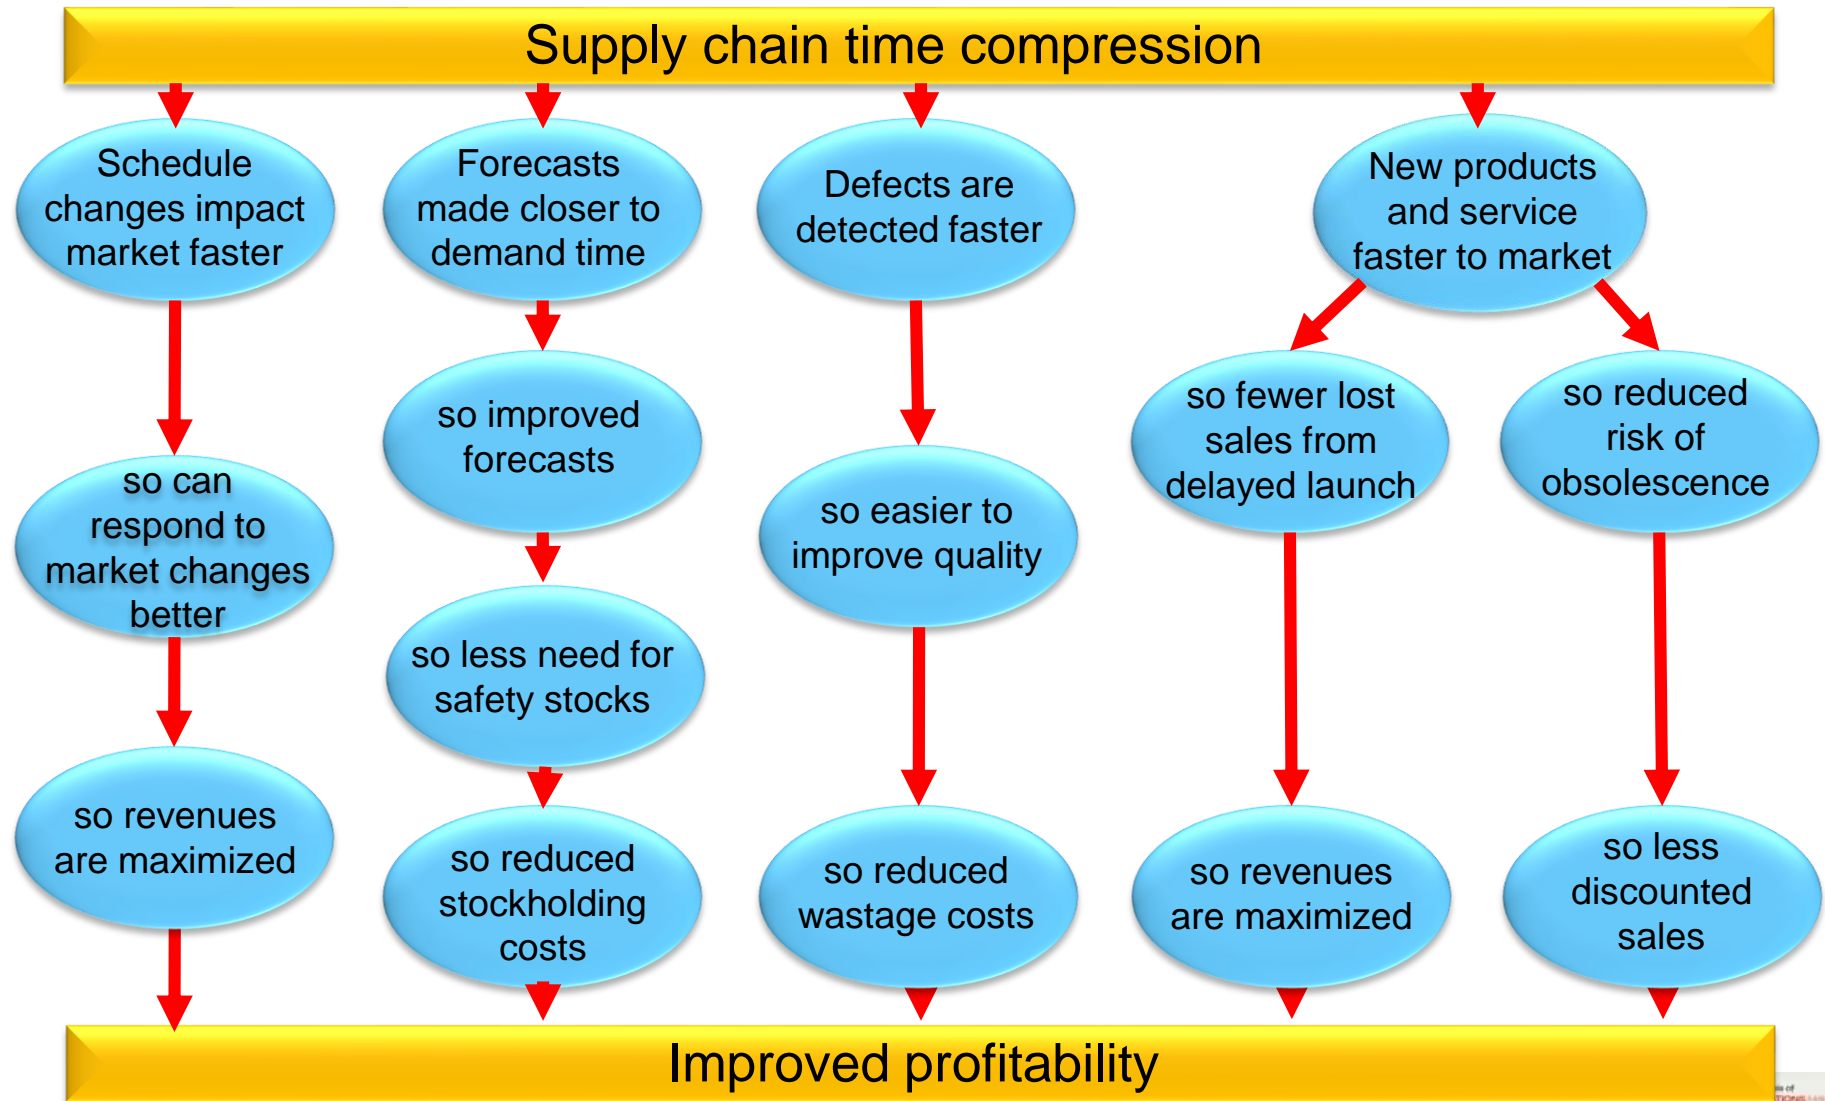 Supply chain time compression
Schedule
changes impact
market faster
Forecasts
made closer to
demand time
Defects are
detected faster
New products
and service
faster to market
so can
respond to
market changes
better
so improved
forecasts
so easier to
improve quality
so fewer lost
sales from
delayed launch
so reduced
risk of
obsolescence
so less need for
safety stocks
so revenues
are maximized
so reduced
stockholding
costs
so reduced
wastage costs
so revenues
are maximized
so less
discounted
sales
Improved profitability